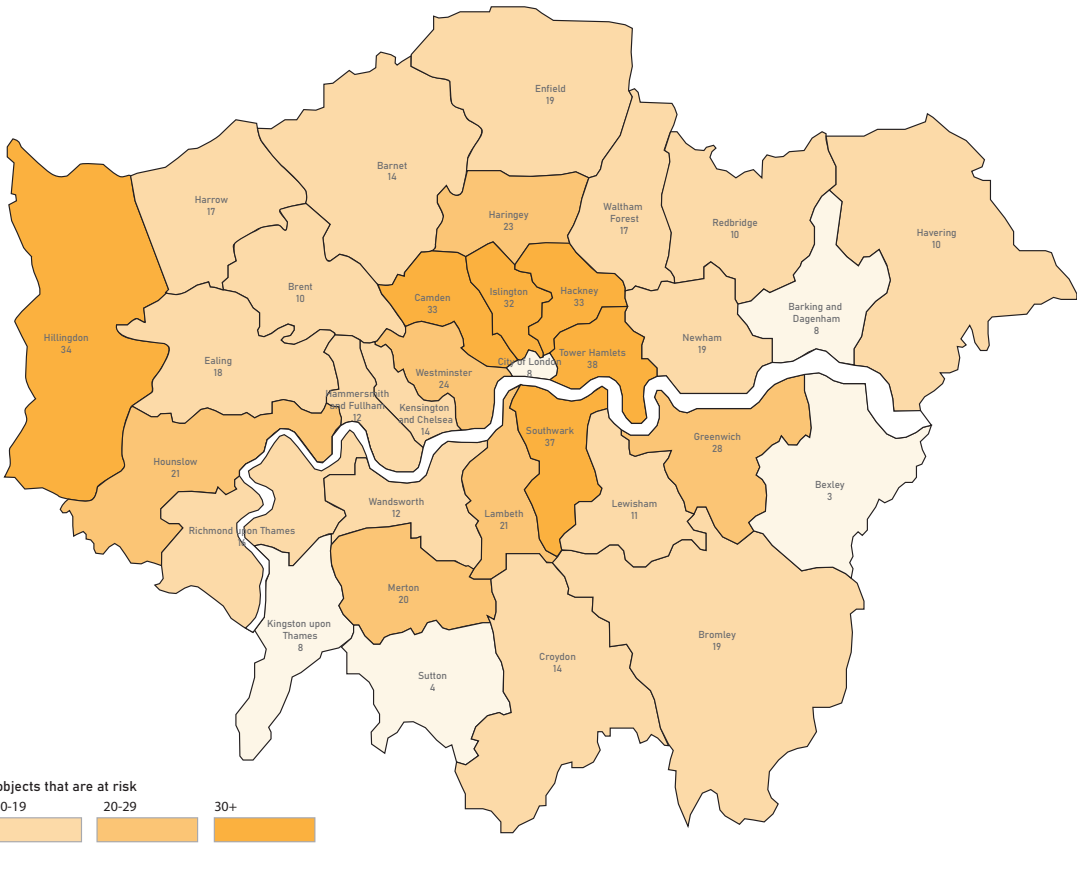 Enfield
19
Barnet
14
Harrow
17
Haringey
23
Waltham
Forest
17
Redbridge
10
Havering
10
Brent
10
Camden
33
Islington
32
Hackney
33
Barking and
Dagenham
8
Hillingdon
34
Ealing
18
Newham
19
City of London
8
Tower Hamlets
38
Westminster
24
Hammersmith
and Fullham
12
Kensington
and Chelsea
14
Southwark
37
Greenwich
28
Hounslow
21
Bexley
3
Wandsworth
12
Lambeth
21
Lewisham
11
Richmond upon Thames
Merton
20
Kingston upon
Thames
8
Bromley
19
Croydon
14
Sutton
4
objects that are at risk
0-19
20-29
30+